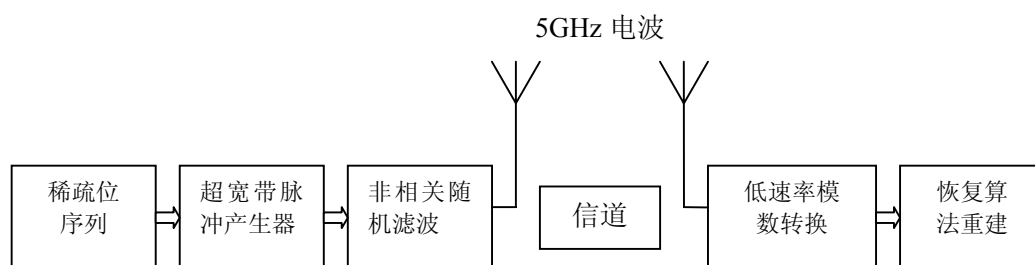 5GHz 电波
稀疏位
序列
超宽带脉
冲产生器
非相关随
机滤波
信道
低速率模
数转换
恢复算
法重建